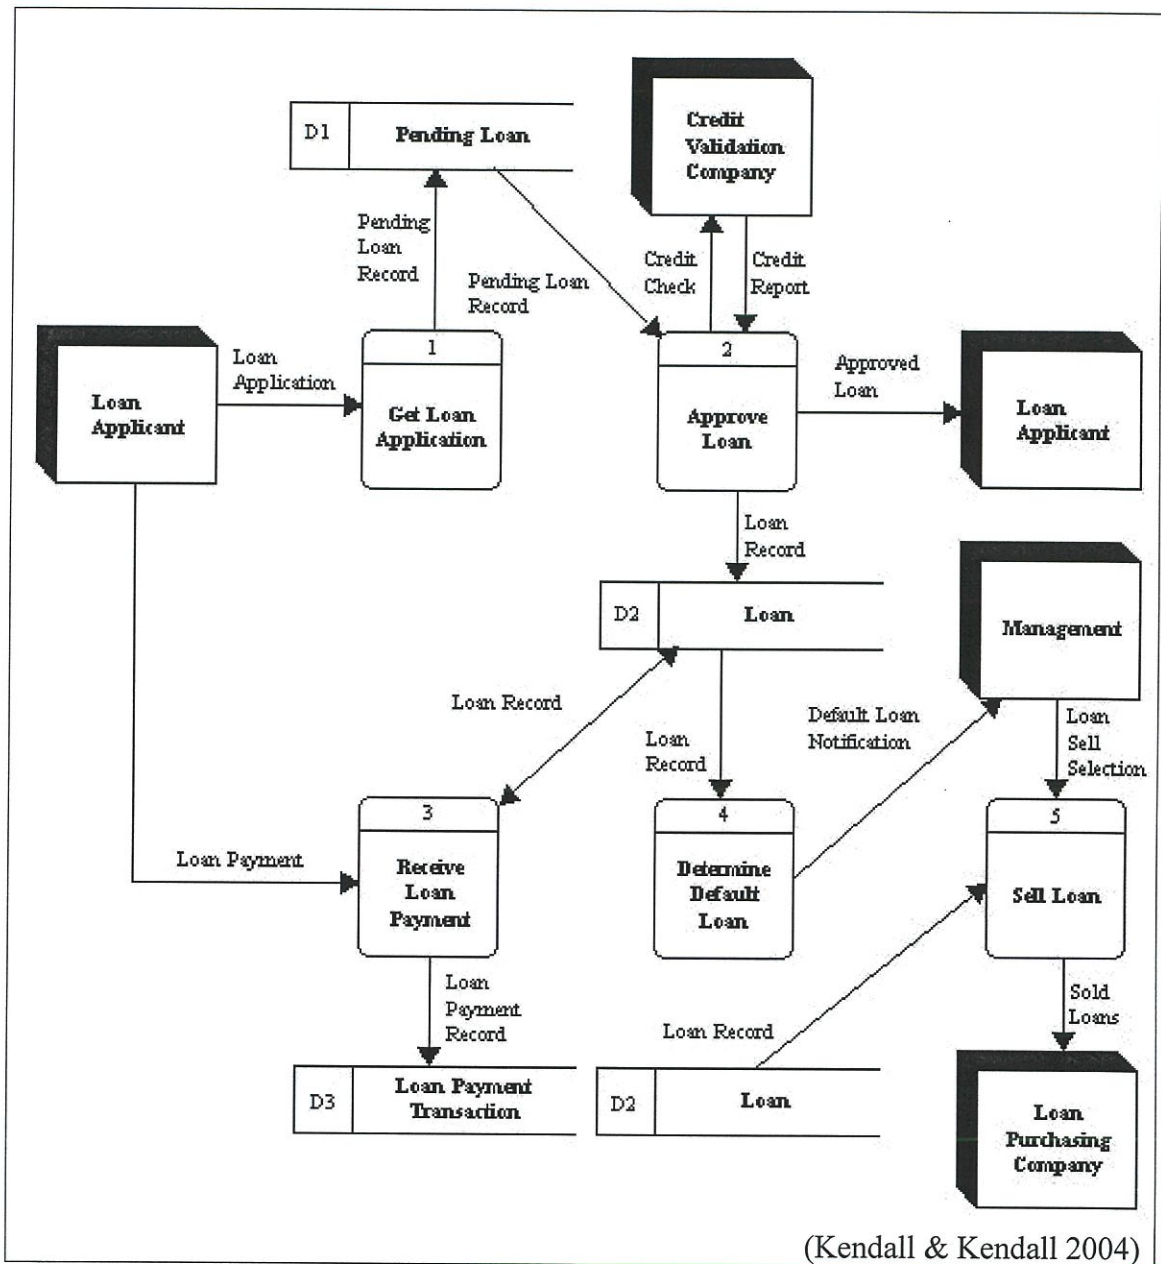 D1
Pending Loan
Credit
Validation
Company
Pending
Loan
Record
Pending Loan
Record
Credit
Check
Credit
Report
Loan
Applicant
Loan
Application
1
Get Loan
Application
2
Approve
Loan
Approved
Loan
Loan
Applicant
Loan
Record
D2
Loan
Management
Loan Record
Loan
Record
Default Loan
Notification
Loan
Sell
Selection
Loan Payment
3
Receive
Loan
Payment
4
Determine
Default
Loan
5
Sell Loan
Loan
Payment
Record
Loan Record
Sold
Loans
D3
Loan Payment
Transaction
D2
Loan
Loan
Purchasing
Company
(Kendall & Kendall 2004)